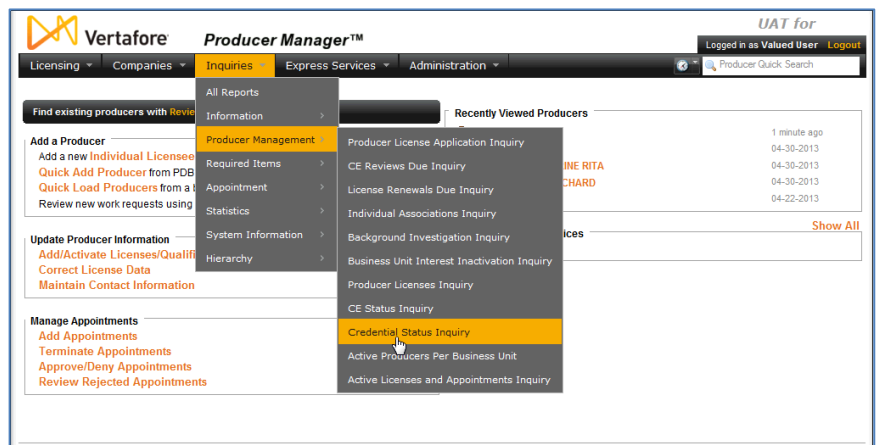 Vertafore Producer Manager™
UAT for
Logged in as Valued User Logout
Licensing Companies Inquiries Express Services Administration
Producer Quick Search
All Reports
Information
Producer Management
Required Items
Appointment
Statistics
System Information
Hierarchy
Producer License Application Inquiry
CE Reviews Due Inquiry
License Renewals Due Inquiry
Individual Associations Inquiry
Background Investigation Inquiry
Business Unit Interest Inactivation Inquiry
Producer Licenses Inquiry
CE Status Inquiry
Credential Status Inquiry
Active Producers Per Business Unit
Active Licenses and Appointments Inquiry
Find existing producers with Revie
Add a Producer
Add a new Individual Licensee
Quick Add Producer from PDB
Quick Load Producers from a
Review new work requests using
Update Producer Information
Add/Activate Licenses/Qualifi
Correct License Data
Maintain Contact Information
Manage Appointments
Add Appointments
Terminate Appointments
Approve/Deny Appointments
Review Rejected Appointments
Recently Viewed Producers
1 minute ago
04-30-2013
INE RITA 04-30-2013
CHARD 04-30-2013
04-22-2013
ices
Show All